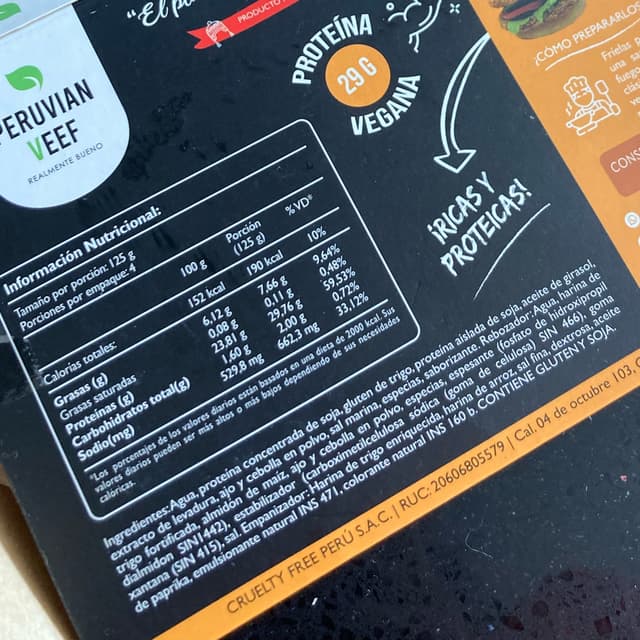 "El
PRODUCTO
PERUVIAN
VEEF
REALMENTE BUENO
PROTEÍNA
29 G
VEGANA
¡RICAS Y
PROTEICAS!
¿CÓMO PREPARARLOS
Fríelas
una
CONS
Información Nutricional:
Tamaño por porción: 125 g
Porciones por empaque: 4
100 g Porción (125 g) %VD*
Calorías totales: 152 kcal 190 kcal 10%
Grasas (g) 6.12 g 7.66 g 9.64%
Grasas saturadas 0.08 g 0.11 g 0.48%
Proteínas (g) 23.81 g 29.76 g 59.53%
Carbohidratos total(g) 1.60 g 2.00 g 0.72%
Sodio(mg) 529.8 mg 662.3 mg 33.12%
*Los porcentajes de los valores diarios están basados en una dieta de 2000 kcal. Sus
valores diarios pueden ser más altos o más bajos dependiendo de sus necesidades
calóricas.
Ingredientes: Agua, proteína concentrada de soja, gluten de trigo, proteína aislada de soja, aceite de girasol,
extracto de levadura, ajo y cebolla en polvo, sal marina, especias, saborizante. Rebozador: Agua, harina de
trigo fortificada, almidon de maiz, ajo y cebolla en polvo, especias, espesante (fosfato de hidroxipropil
dialmidon SIN1442), estabilizador (carboximetilcelulosa sódica (goma de celulosa) SIN 466), goma
xantana (SIN 415), sal. Empanizador: Harina de trigo enriquecida, harina de arroz, sal fina, dextrosa, aceite
de paprika, emulsionante natural INS 471, colorante natural INS 160 b. CONTIENE GLUTEN Y SOJA
CRUELTY FREE PERÚ S.A.C. | RUC: 20606805579 | Cal. 04 de octubre 103,